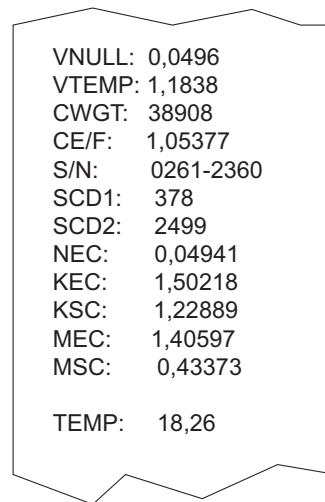 VNULL: 0,0496
VTEMP: 1,1838
CWGT: 38908
CE/F: 1,05377
S/N: 0261-2360
SCD1: 378
SCD2: 2499
NEC: 0,04941
KEC: 1,50218
KSC: 1,22889
MEC: 1,40597
MSC: 0,43373
TEMP: 18,26